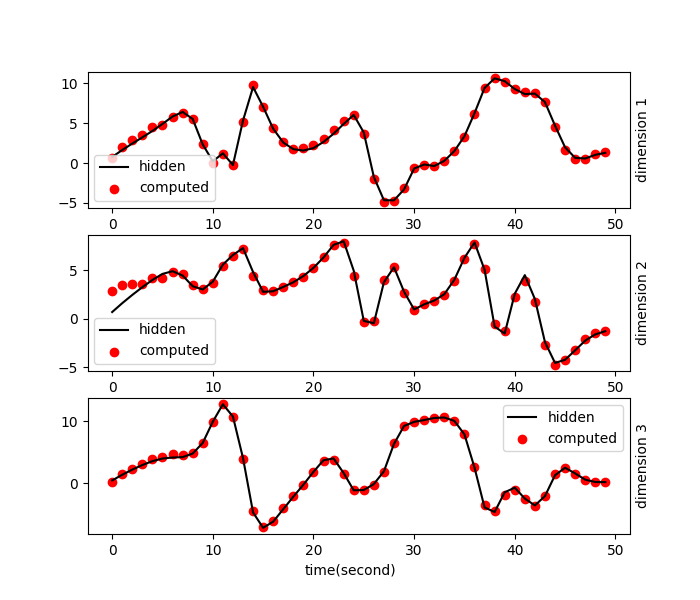 10
5
0
−5
hidden
computed
dimension 1
0 10 20 30 40 50
5
0
−5
hidden
computed
dimension 2
0 10 20 30 40 50
10
0
hidden
computed
dimension 3
0 10 20 30 40 50
time(second)